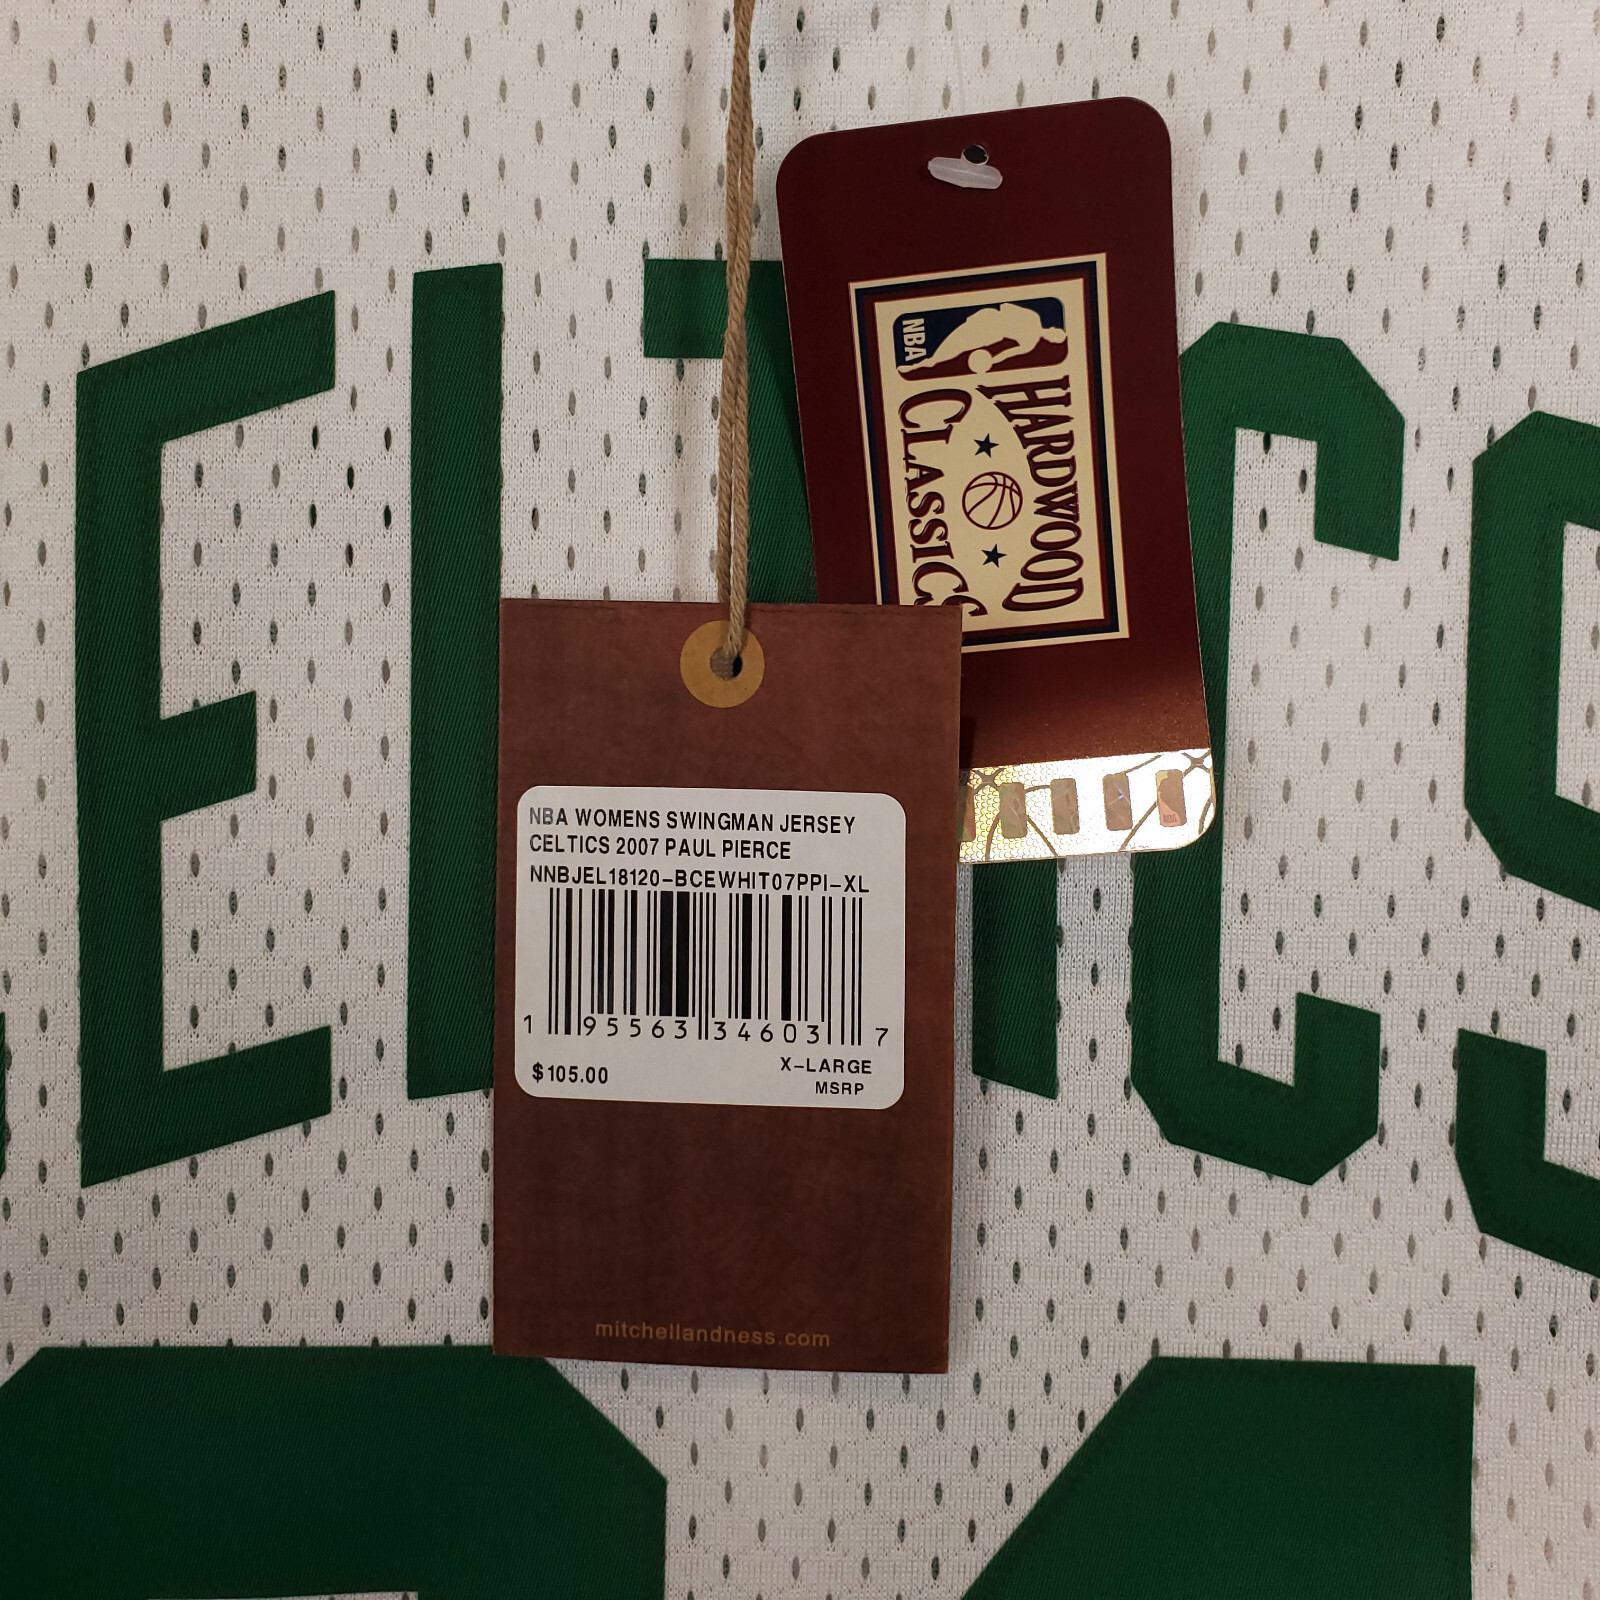 ELTICS
NBA
HARDWOOD
CLASSICS
NBA WOMENS SWINGMAN JERSEY
CELTICS 2007 PAUL PIERCE
NNBJEL18120-BCEWHIT07PPI-XL
1 95563 34603 7
$105.00
X-LARGE
MSRP
mitchellandness.com